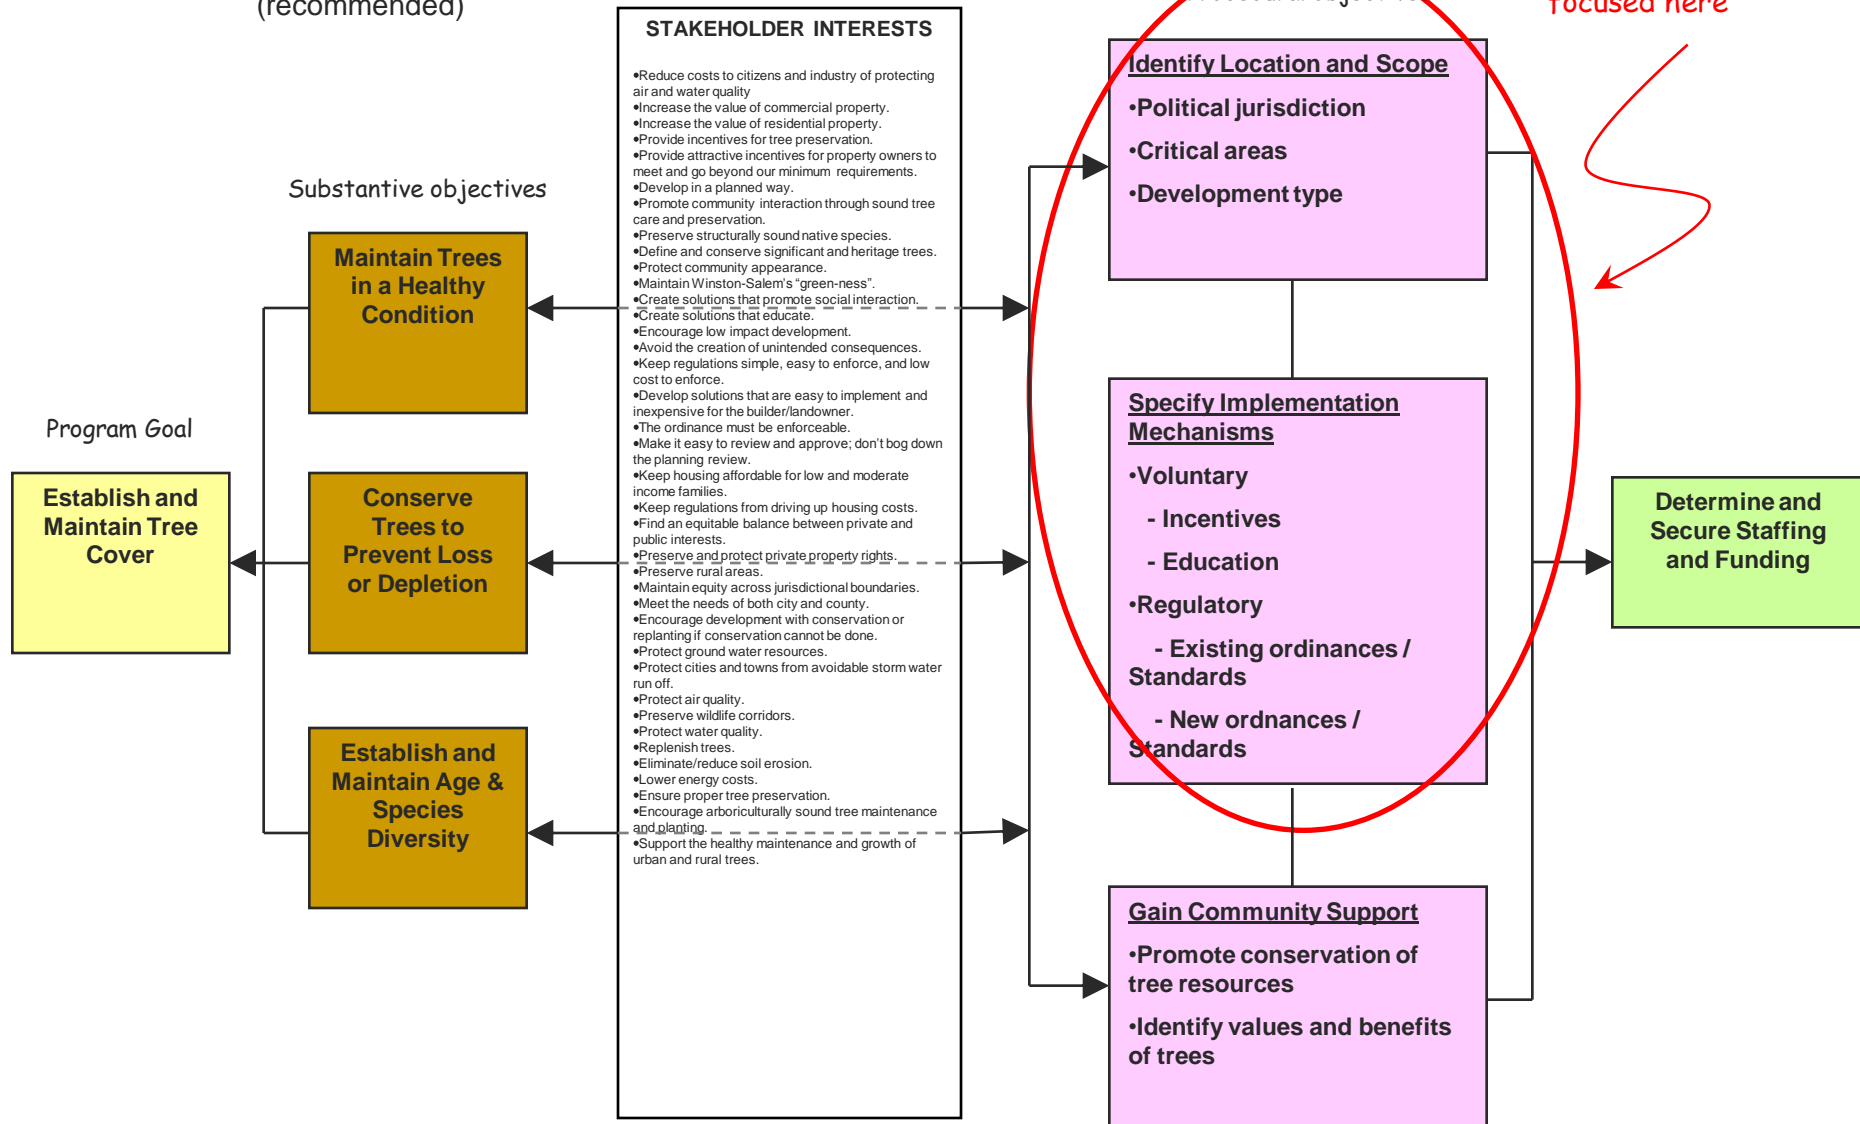 (recommended)
focused here
Program Goal
Establish and
Maintain Tree
Cover
Substantive objectives
Maintain Trees
in a Healthy
Condition
Conserve
Trees to
Prevent Loss
or Depletion
Establish and
Maintain Age &
Species
Diversity
STAKEHOLDER INTERESTS
•Reduce costs to citizens and industry of protecting
air and water quality
•Increase the value of commercial property.
•Increase the value of residential property.
•Provide incentives for tree preservation.
•Provide attractive incentives for property owners to
meet and go beyond our minimum requirements.
•Develop in a planned way.
•Promote community interaction through sound tree
care and preservation.
•Preserve structurally sound native species.
•Define and conserve significant and heritage trees.
•Protect community appearance.
•Maintain Winston-Salem's “green-ness”.
•Create solutions that promote social interaction.
•Create solutions that educate.
•Encourage low impact development.
•Avoid the creation of unintended consequences.
•Keep regulations simple, easy to enforce, and low
cost to enforce.
•Develop solutions that are easy to implement and
inexpensive for the builder/landowner.
•The ordinance must be enforceable.
•Make it easy to review and approve; don't bog down
the planning review.
•Keep housing affordable for low and moderate
income families.
•Keep regulations from driving up housing costs.
•Find an equitable balance between private and
public interests.
•Preserve and protect private property rights.
•Preserve rural areas.
•Maintain equity across jurisdictional boundaries.
•Meet the needs of both city and county.
•Encourage development with conservation or
replanting if conservation cannot be done.
•Protect ground water resources.
•Protect cities and towns from avoidable storm water
run off.
•Protect air quality.
•Preserve wildlife corridors.
•Protect water quality.
•Replenish trees.
•Eliminate/reduce soil erosion.
•Lower energy costs.
•Ensure proper tree preservation.
•Encourage arboriculturally sound tree maintenance
and planting.
•Support the healthy maintenance and growth of
urban and rural trees.
Identify Location and Scope
•Political jurisdiction
•Critical areas
•Development type
Specify Implementation
Mechanisms
•Voluntary
- Incentives
- Education
•Regulatory
- Existing ordinances /
Standards
- New ordnances /
Standards
Gain Community Support
•Promote conservation of
tree resources
•Identify values and benefits
of trees
Determine and
Secure Staffing
and Funding